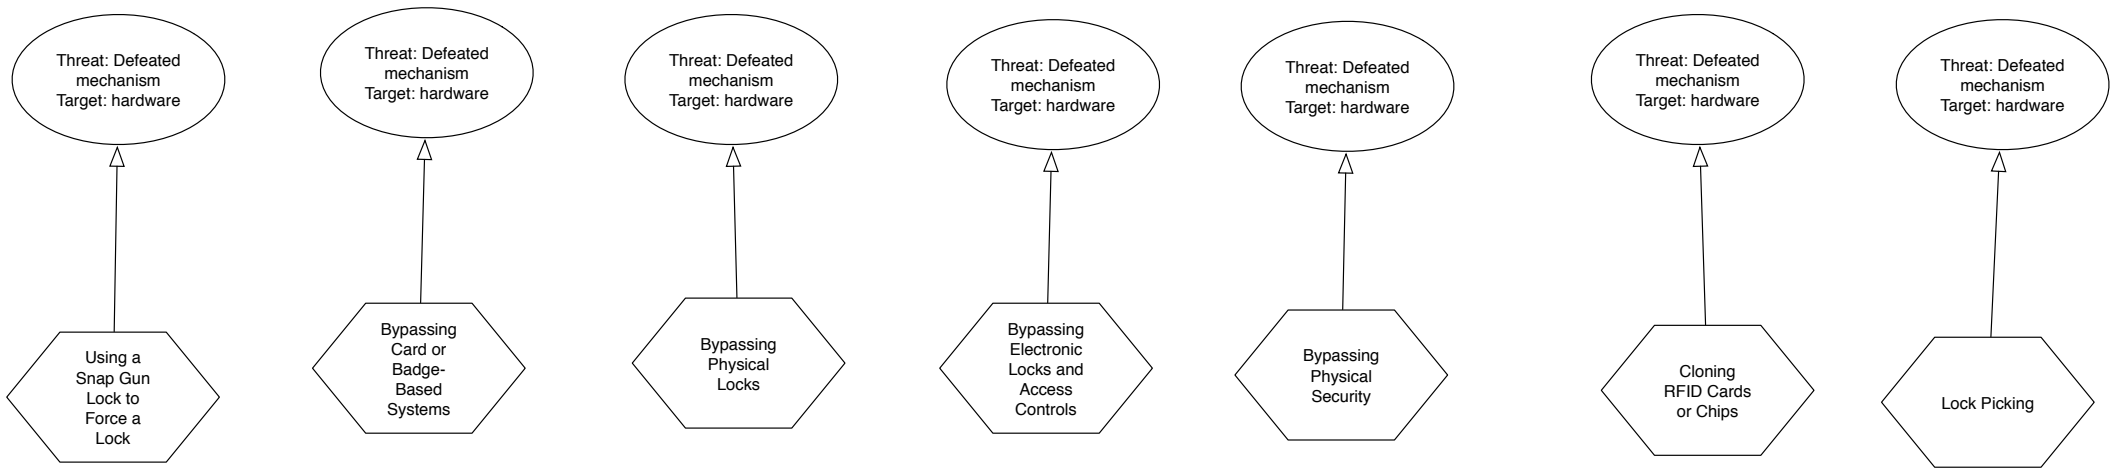 Threat: Defeated
mechanism
Target: hardware
Threat: Defeated
mechanism
Target: hardware
Threat: Defeated
mechanism
Target: hardware
Threat: Defeated
mechanism
Target: hardware
Threat: Defeated
mechanism
Target: hardware
Threat: Defeated
mechanism
Target: hardware
Threat: Defeated
mechanism
Target: hardware
Using a
Snap Gun
Lock to
Force a
Lock
Bypassing
Card or
Badge-
Based
Systems
Bypassing
Physical
Locks
Bypassing
Electronic
Locks and
Access
Controls
Bypassing
Physical
Security
Cloning
RFID Cards
or Chips
Lock Picking